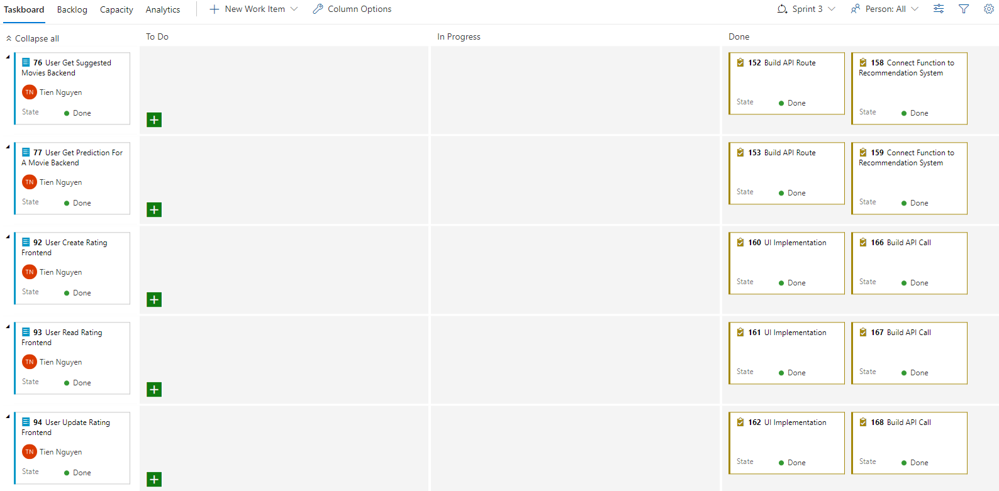 Taskboard Backlog Capacity Analytics New Work Item Column Options Sprint 3 Person: All
Collapse all To Do In Progress Done
76 User Get Suggested
Movies Backend
TN Tien Nguyen
State Done
152 Build API Route
State Done
158 Connect Function to
Recommendation System
State Done
77 User Get Prediction For
A Movie Backend
TN Tien Nguyen
State Done
153 Build API Route
State Done
159 Connect Function to
Recommendation System
State Done
92 User Create Rating
Frontend
TN Tien Nguyen
State Done
160 UI Implementation
State Done
166 Build API Call
State Done
93 User Read Rating
Frontend
TN Tien Nguyen
State Done
161 UI Implementation
State Done
167 Build API Call
State Done
94 User Update Rating
Frontend
TN Tien Nguyen
State Done
162 UI Implementation
State Done
168 Build API Call
State Done